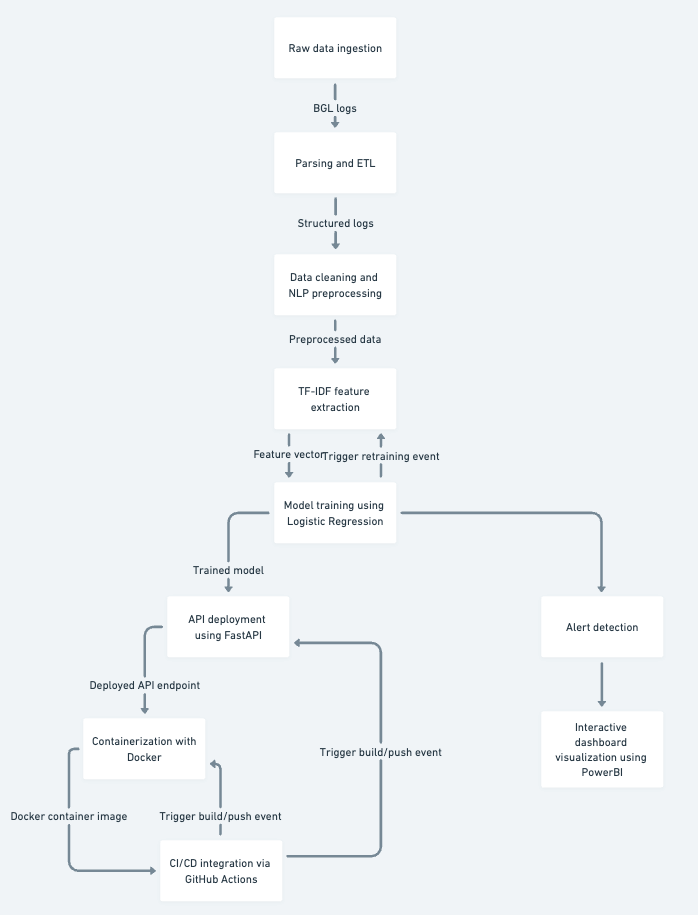 Raw data ingestion
BGL logs
Parsing and ETL
Structured logs
Data cleaning and
NLP preprocessing
Preprocessed data
TF-IDF feature
extraction
Feature vector
Trigger retraining event
Model training using
Logistic Regression
Trained model
API deployment
using FastAPI
Alert detection
Deployed API endpoint
Containerization with
Docker
Interactive
dashboard
visualization using
PowerBI
Trigger build/push event
Docker container image
Trigger build/push event
CI/CD integration via
GitHub Actions